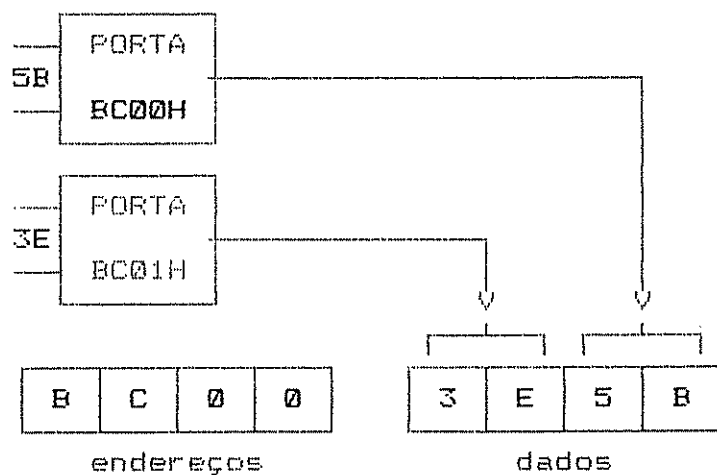 PORTA
5B
BC00H
PORTA
3E
BC01H
B C 0 0
3 E 5 B
endereços
dados